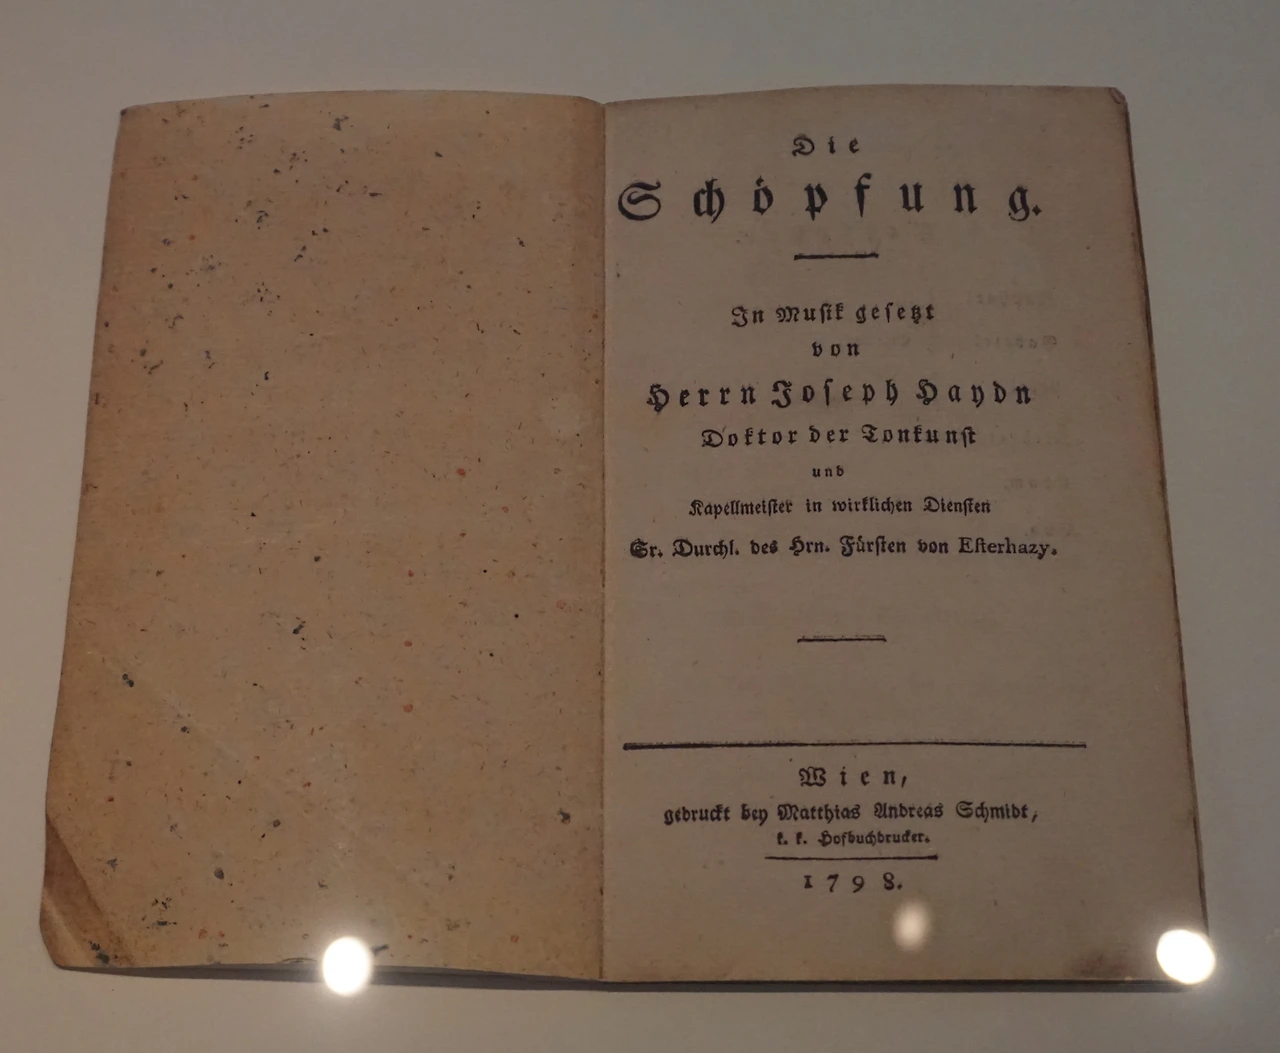 Die
Schöpfung.
In Muſik geſetzt
von
Herrn Joſeph Haydn
Doktor der Tonkunſt
und
Kapellmeiſter in wirklichen Dienſten
Sr. Durchl. des Hrn. Fürſten von Eſterhazy.
Wien,
gedruckt bey Matthias Andreas Schmidt,
k. k. Hofbuchdrucker.
1798.